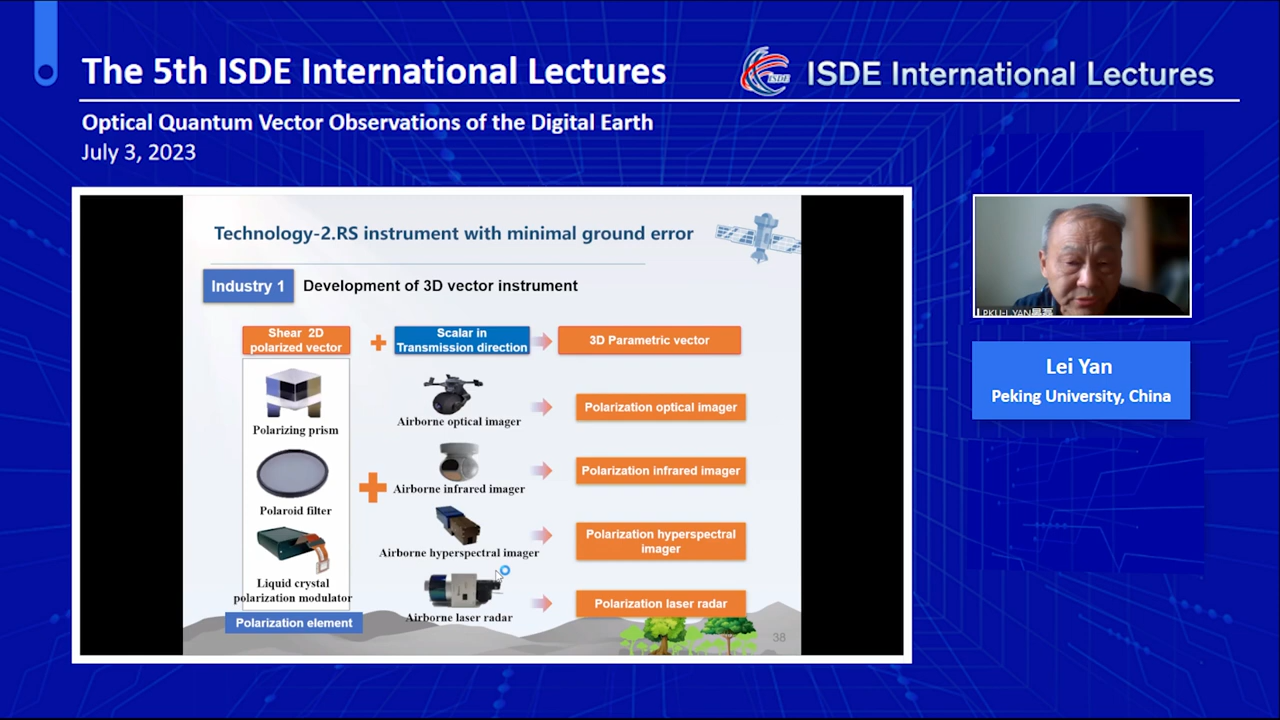 The 5th ISDE International Lectures
ISDE
ISDE International Lectures
Optical Quantum Vector Observations of the Digital Earth
July 3, 2023
Technology-2.RS instrument with minimal ground error
Industry 1
Development of 3D vector instrument
Shear 2D
polarized vector
+
Scalar in
Transmission direction
3D Parametric vector
Polarizing prism
Airborne optical imager
Polarization optical imager
Polaroid filter
+
Airborne infrared imager
Polarization infrared imager
Airborne hyperspectral imager
Polarization hyperspectral
imager
Liquid crystal
polarization modulator
Airborne laser radar
Polarization laser radar
Polarization element
38
Lei Yan
Peking University, China